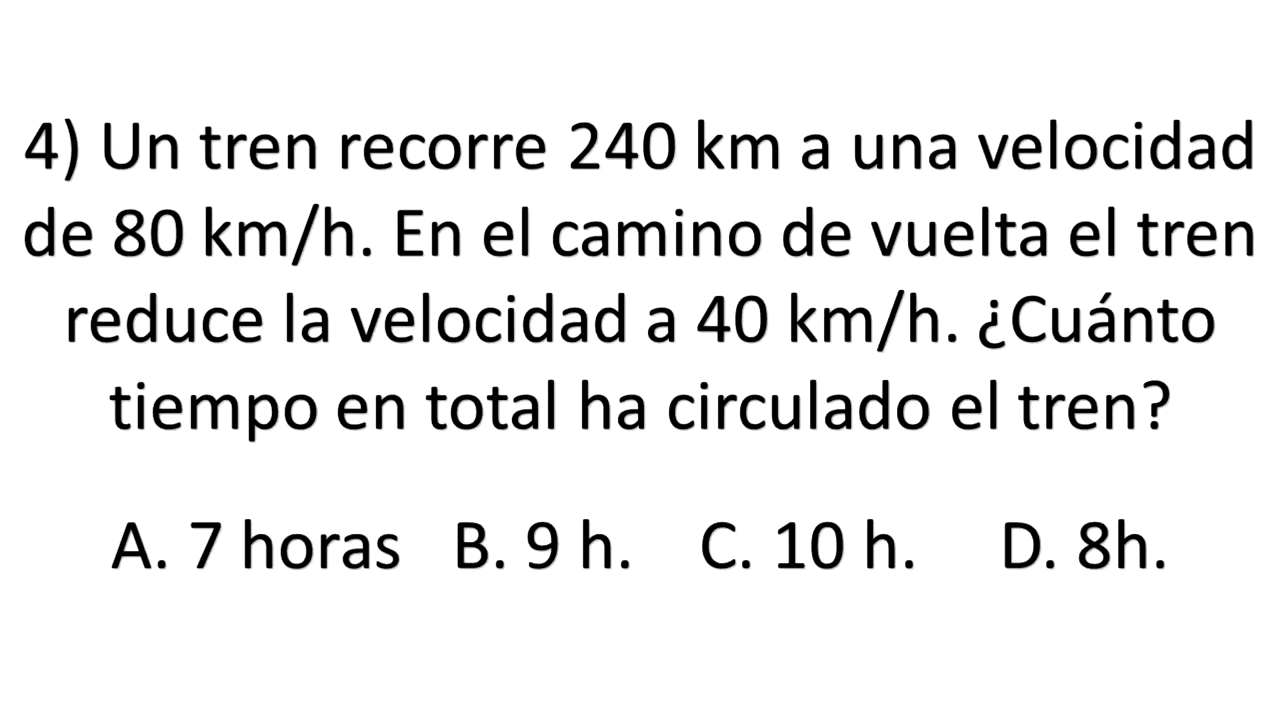 4) Un tren recorre 240 km a una velocidad
de 80 km/h. En el camino de vuelta el tren
reduce la velocidad a 40 km/h. ¿Cuánto
tiempo en total ha circulado el tren?
A. 7 horas B. 9 h. C. 10 h. D. 8h.